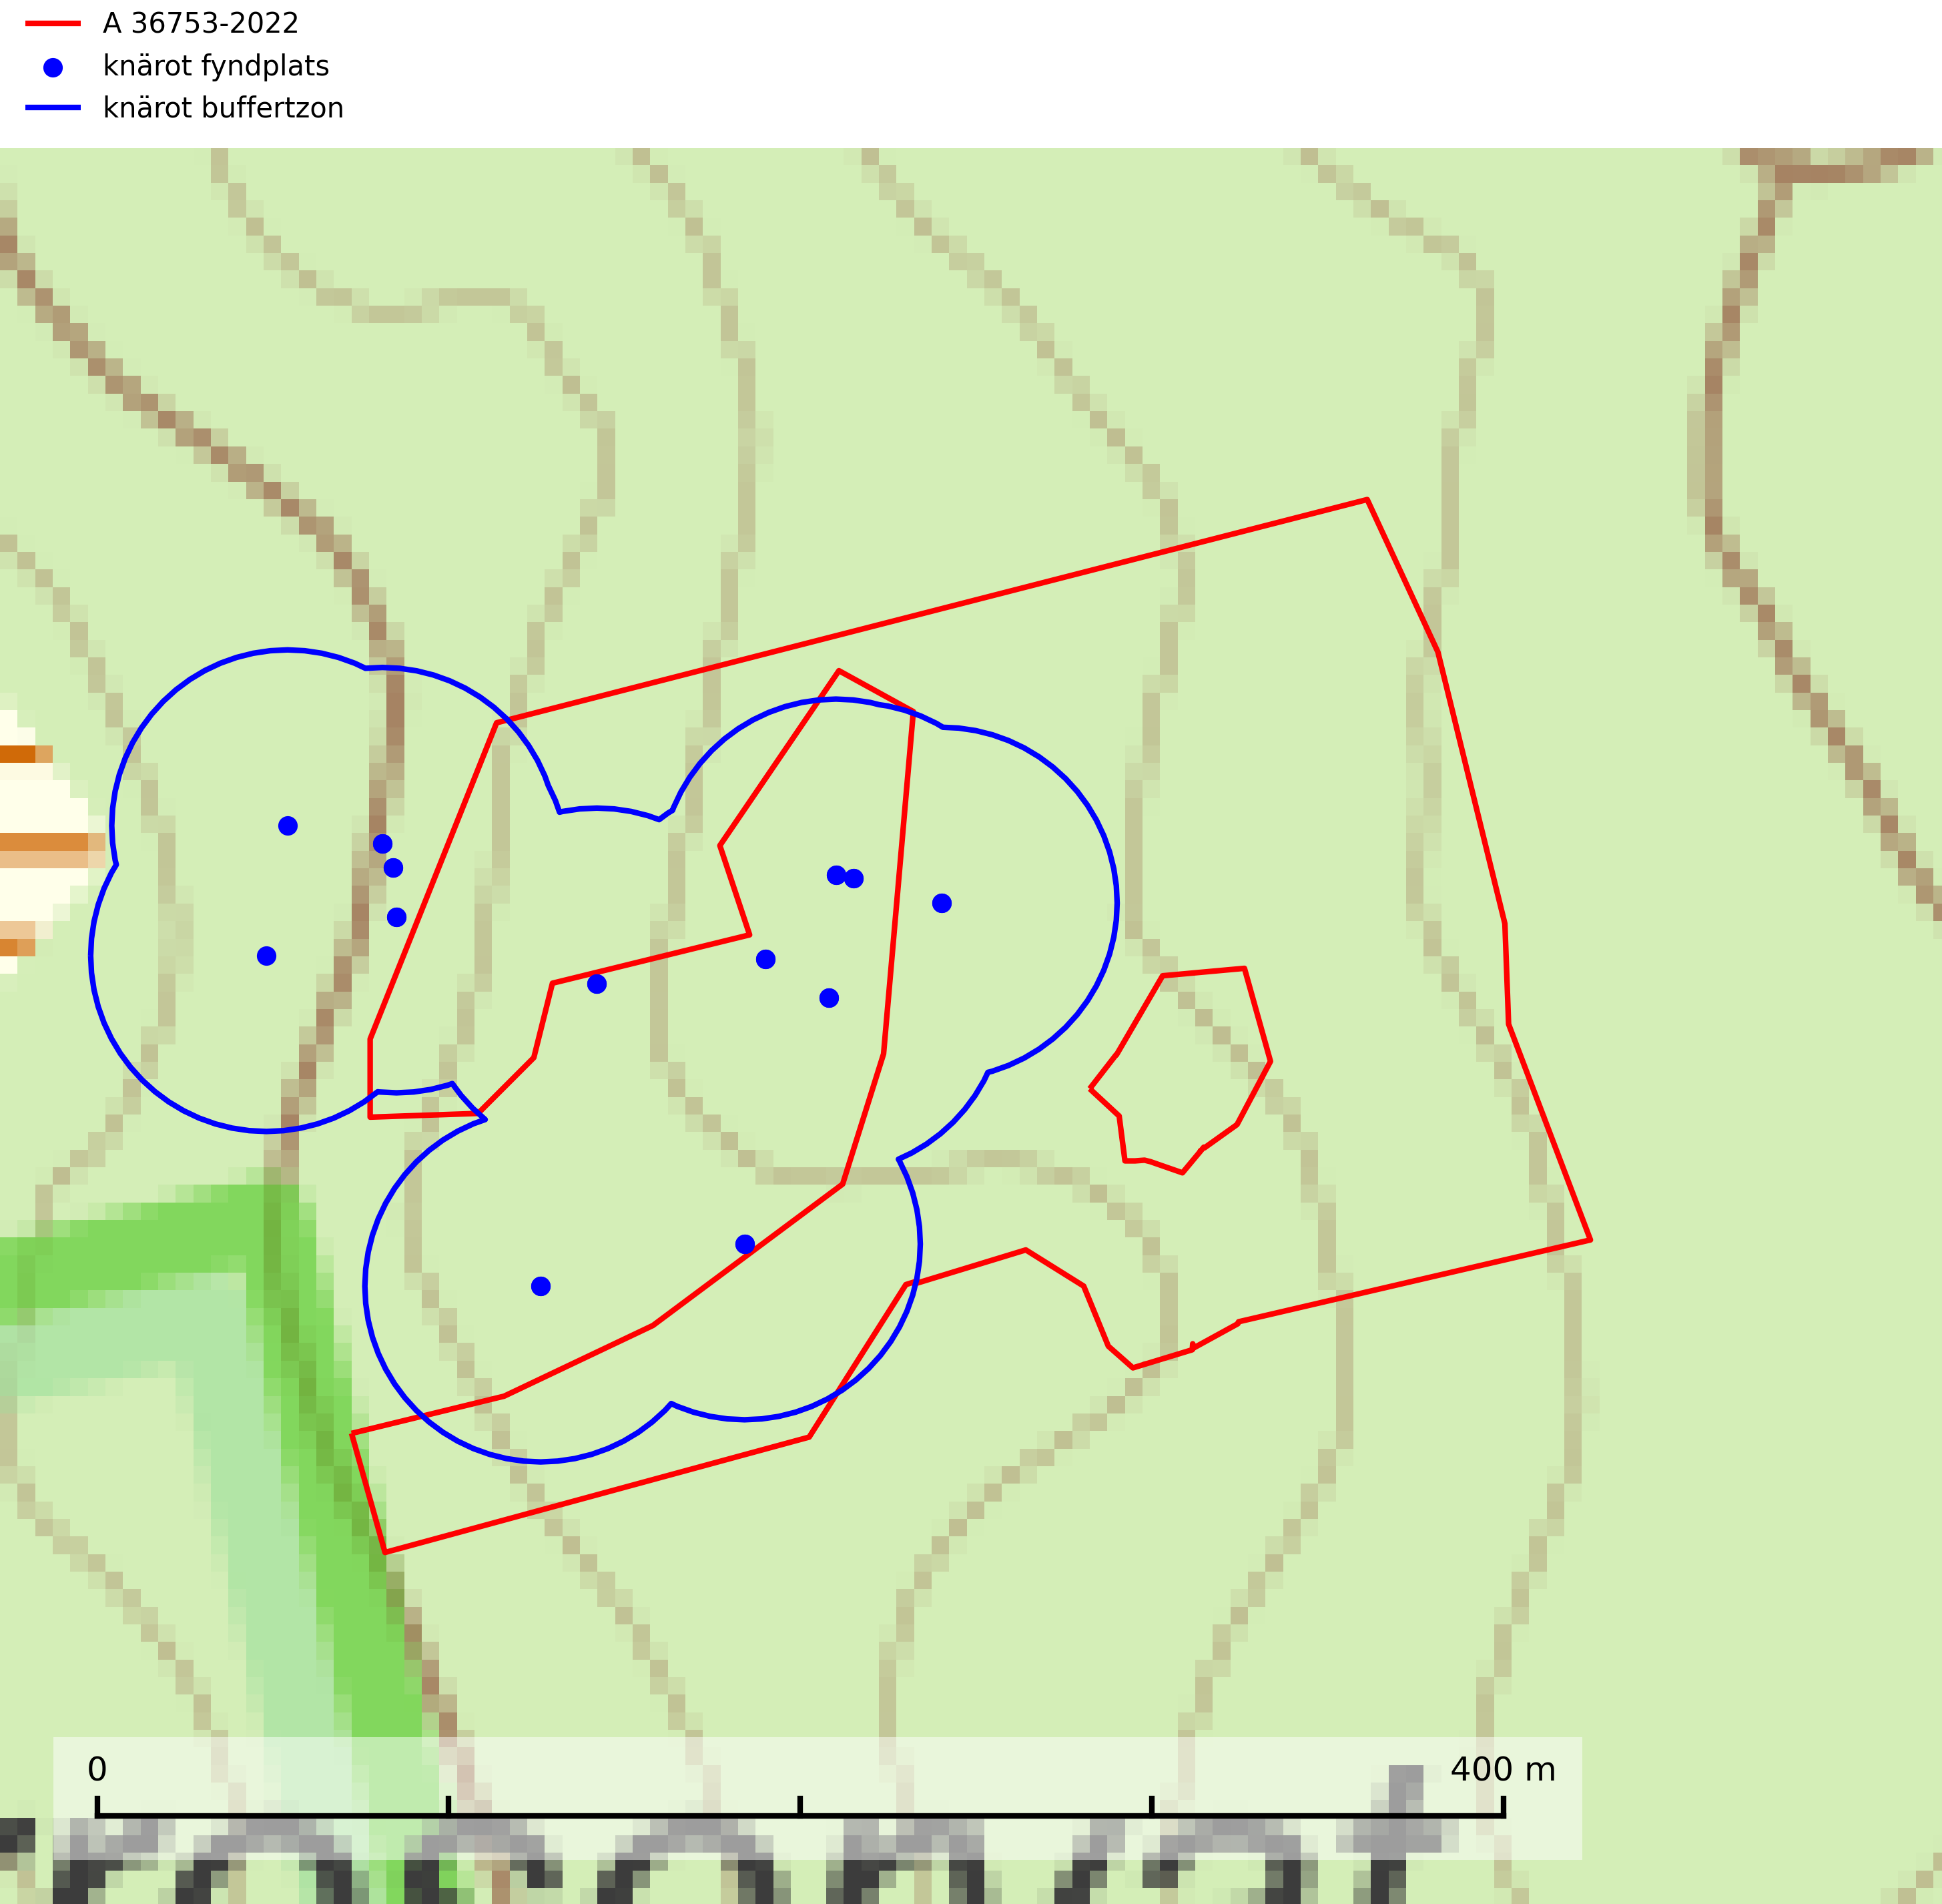 A 36753-2022
knärot fyndplats
knärot buffertzon
0 400 m